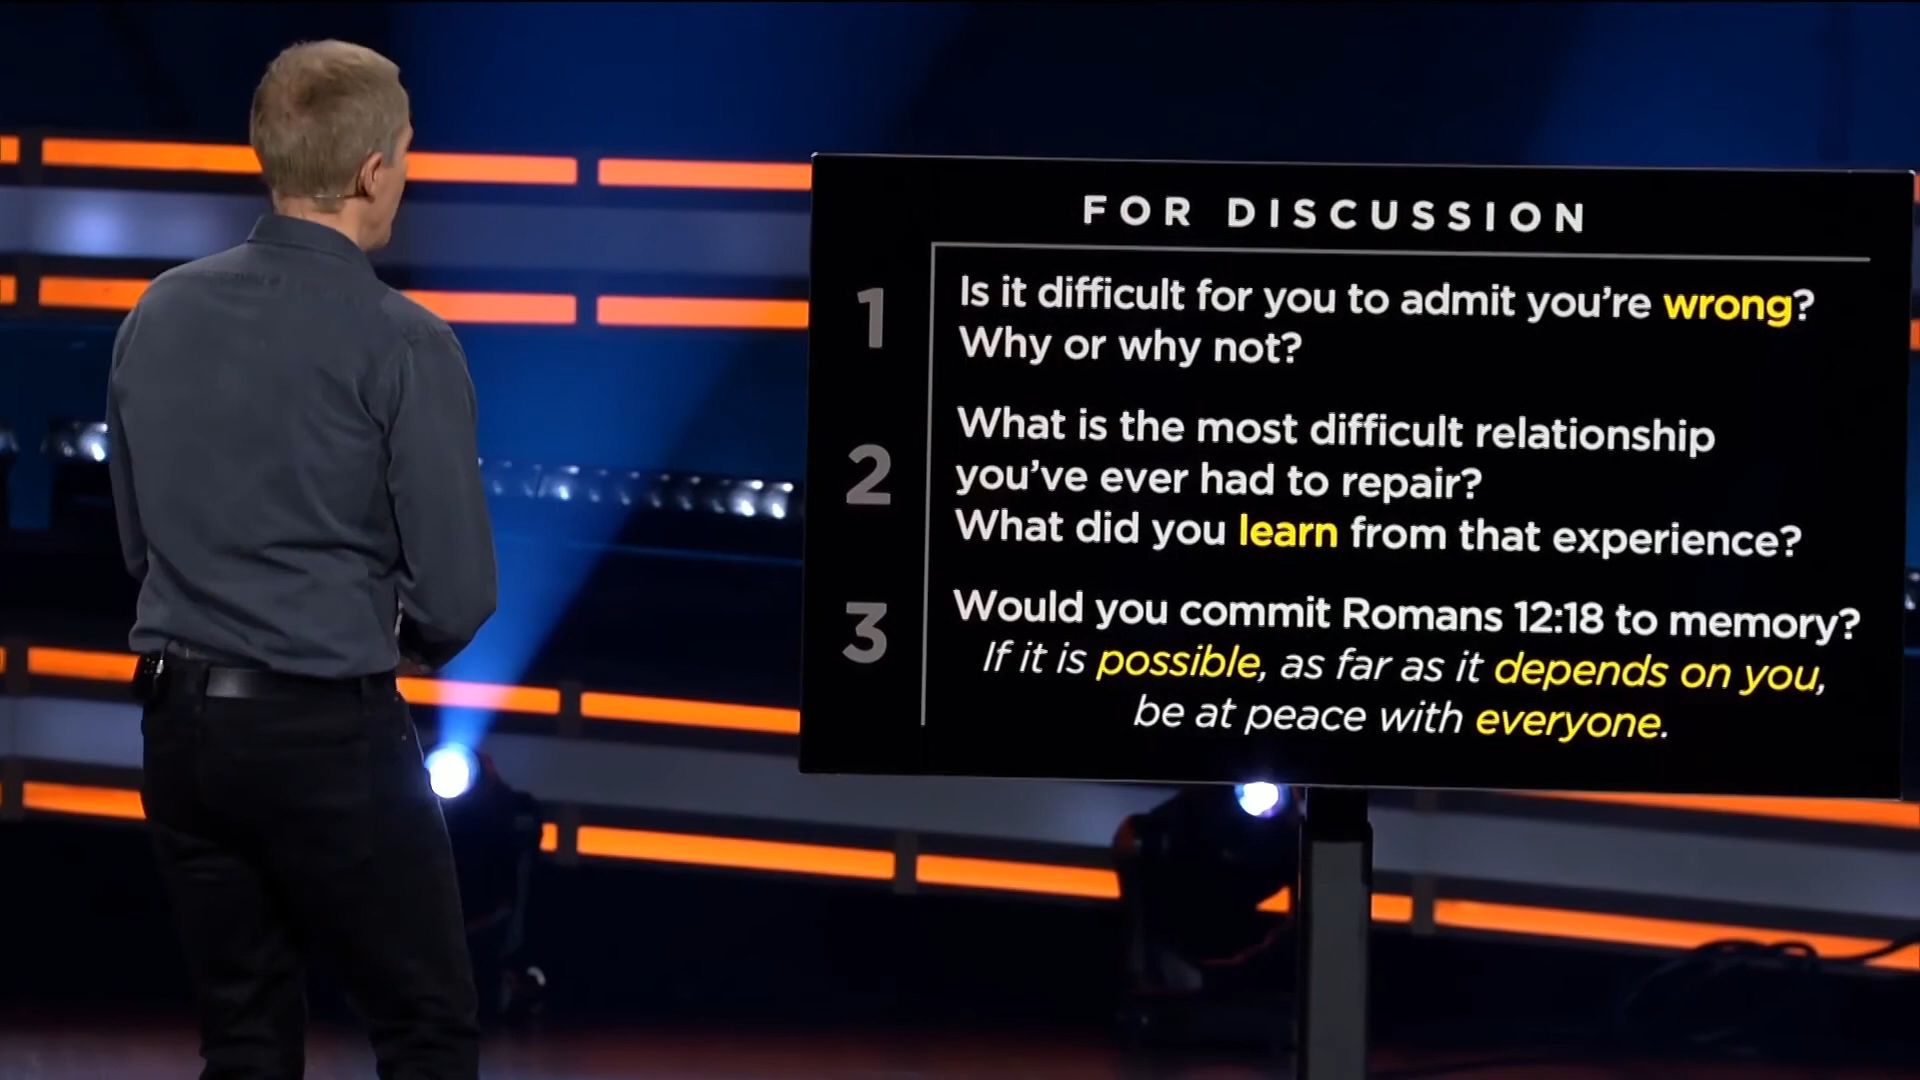 FOR DISCUSSION
1
Is it difficult for you to admit you're wrong?
Why or why not?
2
What is the most difficult relationship
you've ever had to repair?
What did you learn from that experience?
3
Would you commit Romans 12:18 to memory?
If it is possible, as far as it depends on you,
be at peace with everyone.